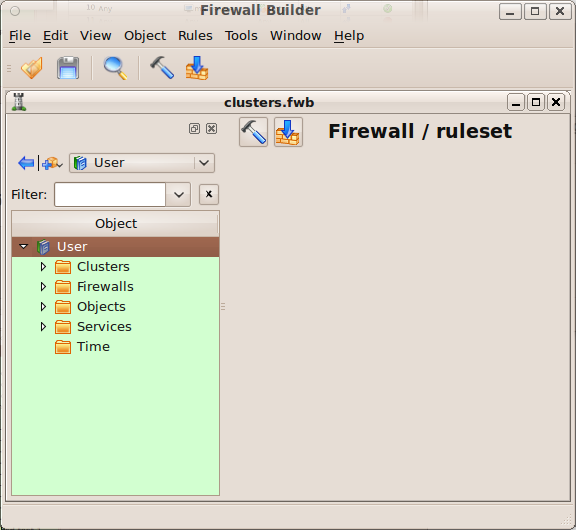 Firewall Builder
File Edit View Object Rules Tools Window Help
clusters.fwb
Firewall / ruleset
User
Filter:
Object
User
Clusters
Firewalls
Objects
Services
Time